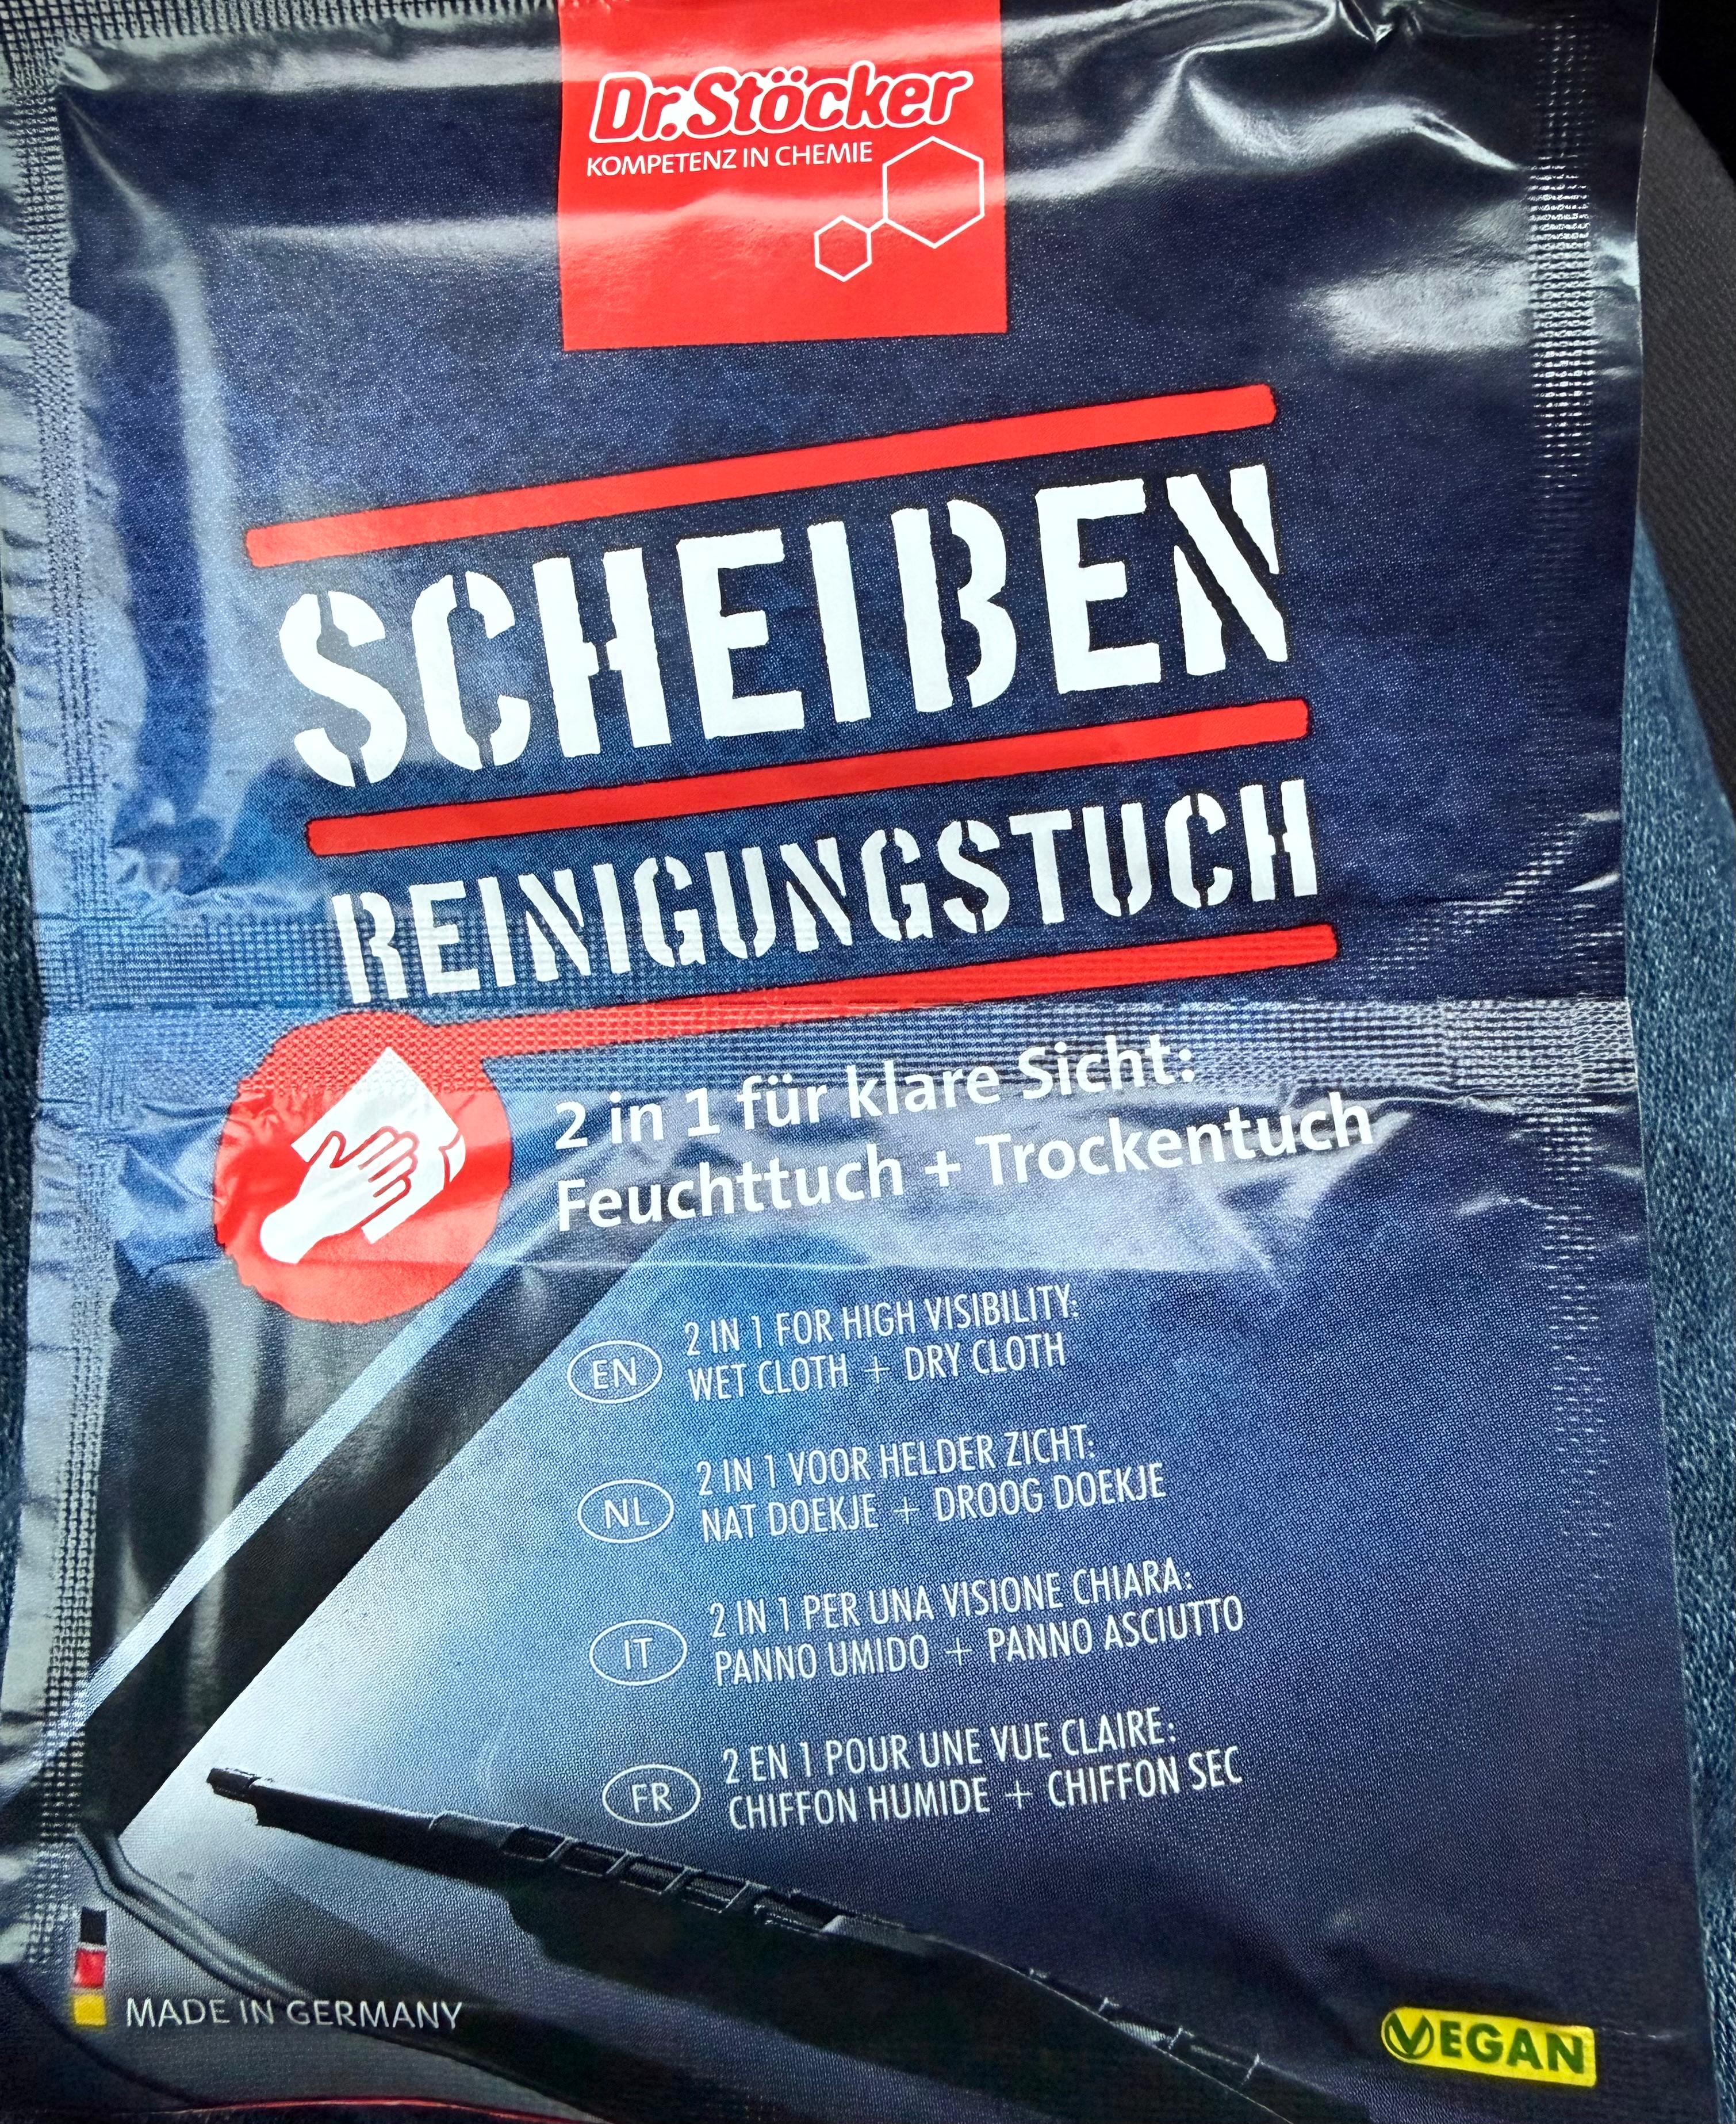 Dr. Stöcker
KOMPETENZ IN CHEMIE
SCHEIBEN
REINIGUNGSTUCH
2 in 1 für klare Sicht:
Feuchttuch + Trockentuch
EN
2 IN 1 FOR HIGH VISIBILITY:
WET CLOTH + DRY CLOTH
NL
2 IN 1 VOOR HELDER ZICHT:
NAT DOEKJE + DROOG DOEKJE
IT
2 IN 1 PER UNA VISIONE CHIARA:
PANNO UMIDO + PANNO ASCIUTTO
FR
2 EN 1 POUR UNE VUE CLAIRE:
CHIFFON HUMIDE + CHIFFON SEC
MADE IN GERMANY
VEGAN